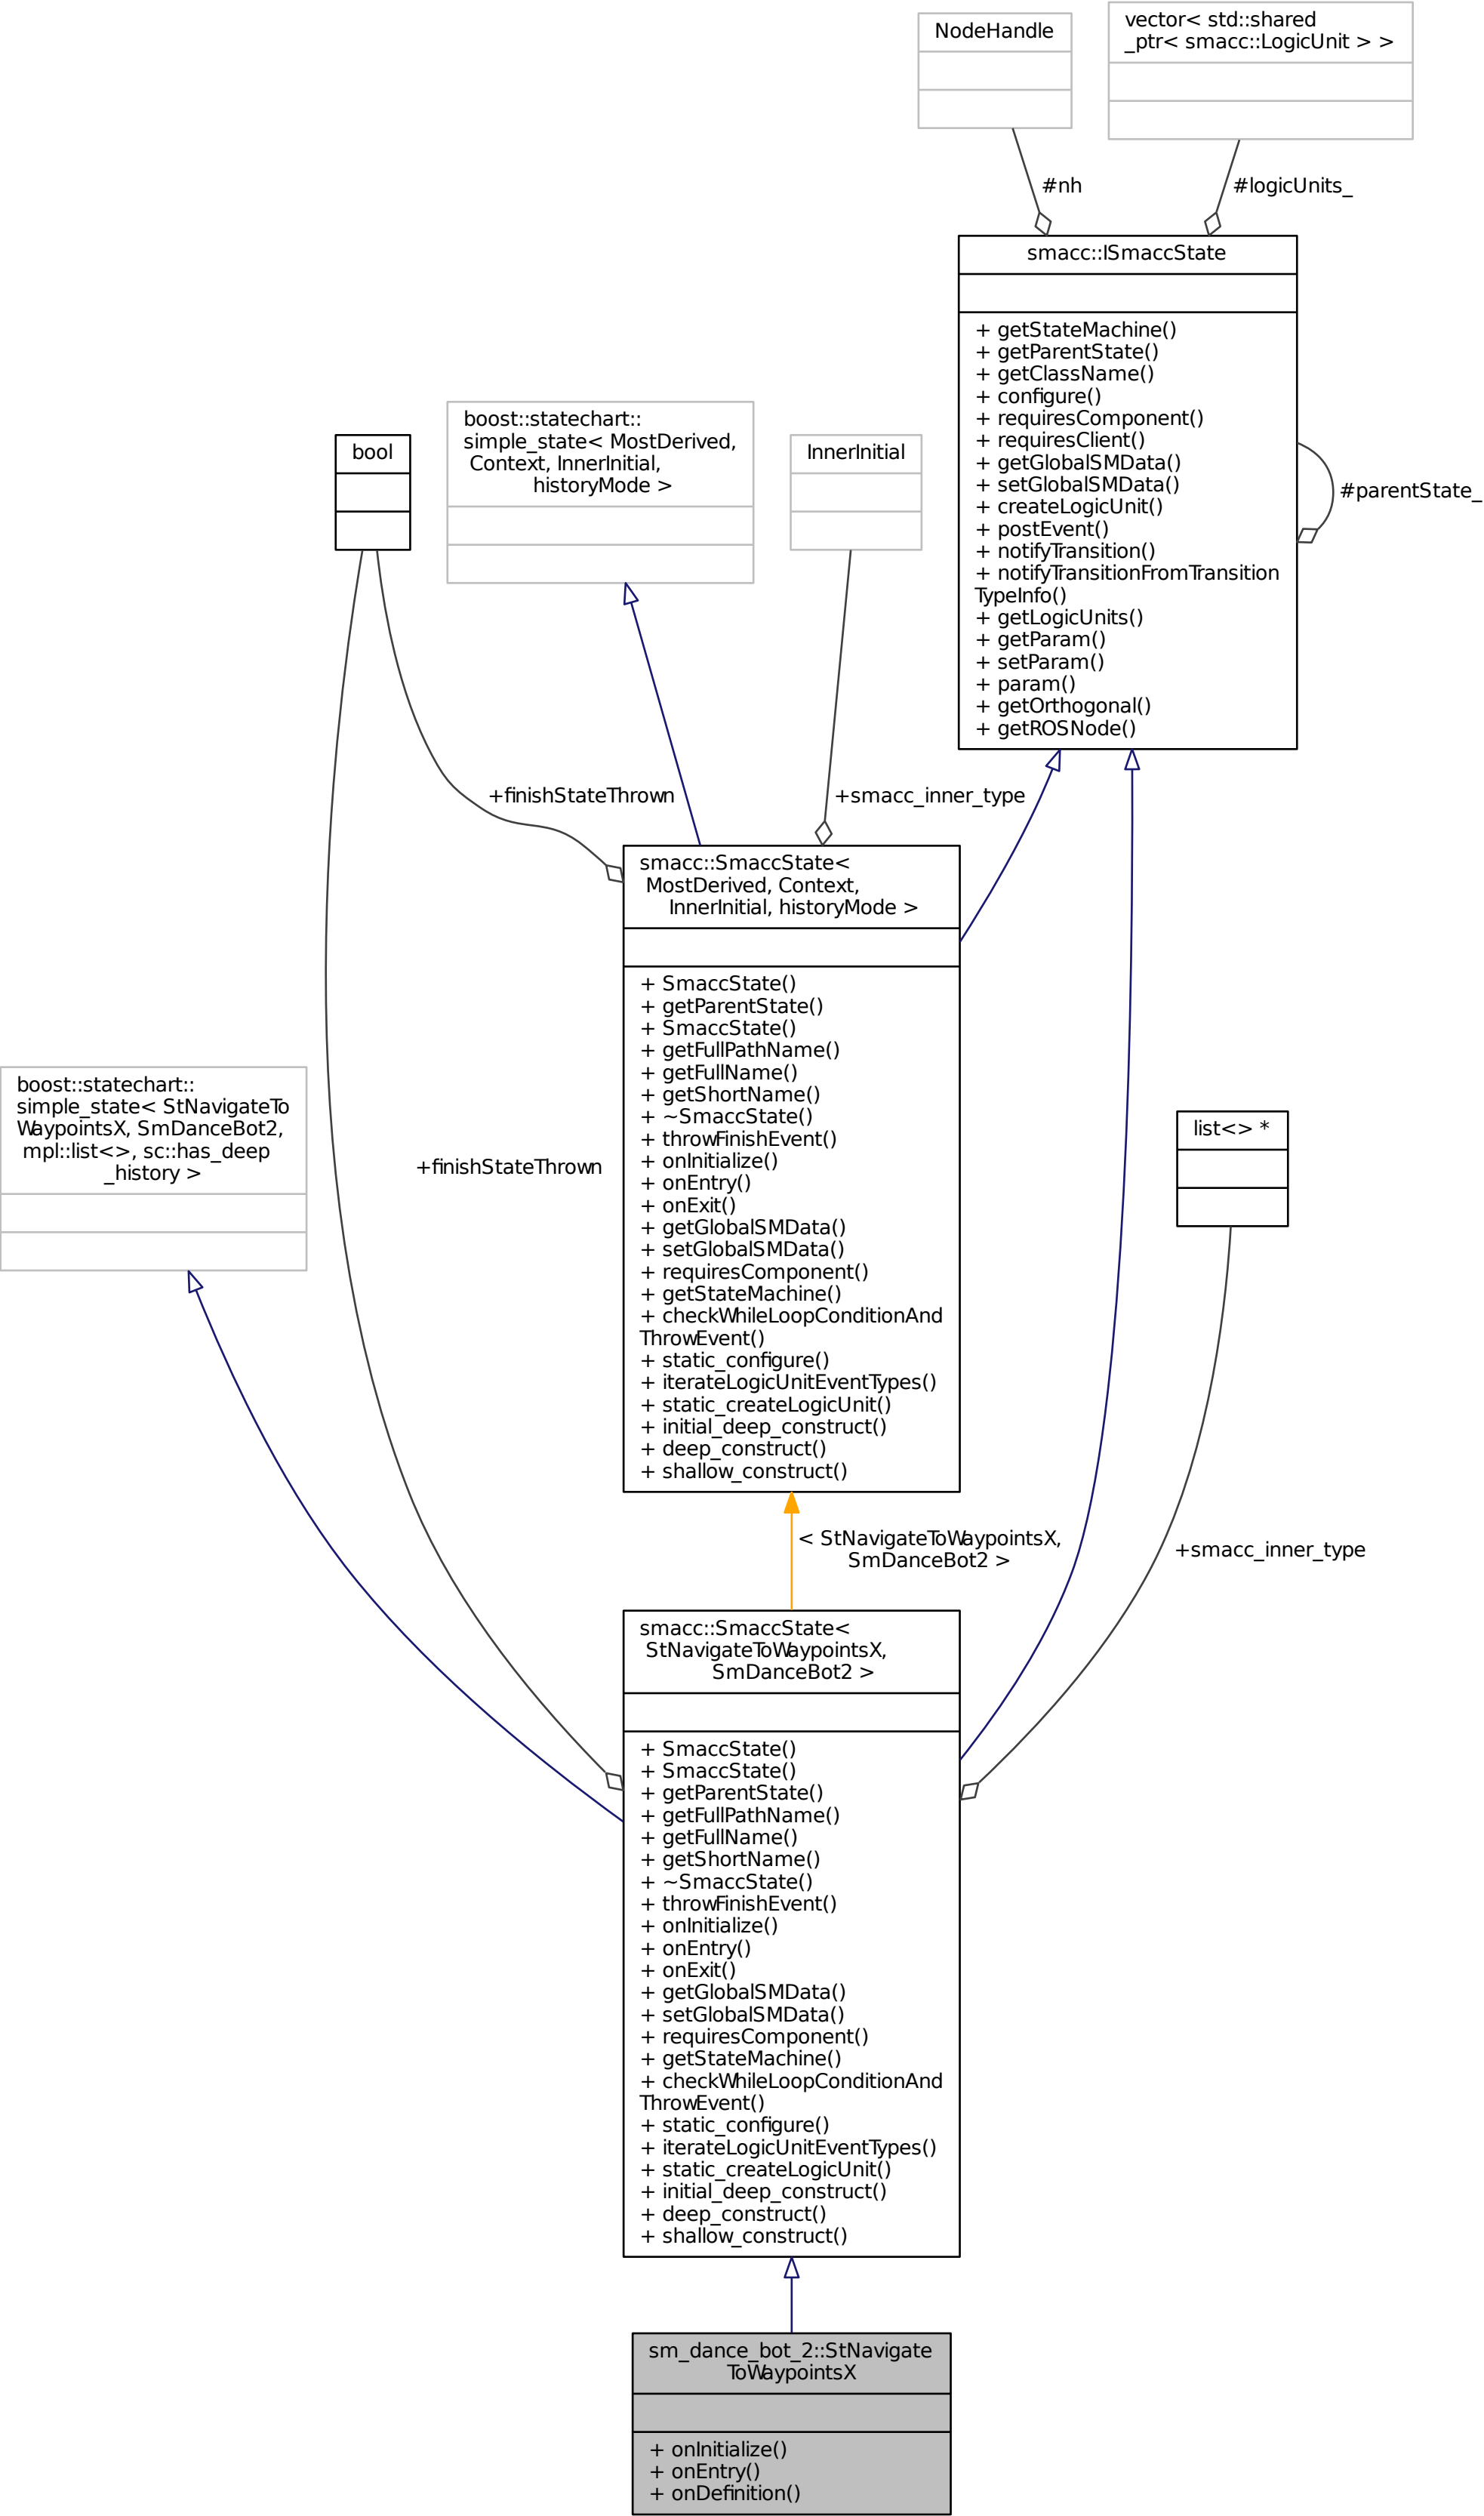 NodeHandle
vector< std::shared
_ptr< smacc::LogicUnit > >
#nh
#logicUnits_
smacc::ISmaccState
+ getStateMachine()
+ getParentState()
+ getClassName()
+ configure()
+ requiresComponent()
+ requiresClient()
+ getGlobalSMData()
+ setGlobalSMData()
+ createLogicUnit()
+ postEvent()
+ notifyTransition()
+ notifyTransitionFromTransition
TypeInfo()
+ getLogicUnits()
+ getParam()
+ setParam()
+ param()
+ getOrthogonal()
+ getROSNode()
#parentState_
bool
boost::statechart::
simple_state< MostDerived,
Context, InnerInitial,
historyMode >
InnerInitial
+finishStateThrown
+smacc_inner_type
smacc::SmaccState<
MostDerived, Context,
InnerInitial, historyMode >
+ SmaccState()
+ getParentState()
+ SmaccState()
+ getFullPathName()
+ getFullName()
+ getShortName()
+ ~SmaccState()
+ throwFinishEvent()
+ onInitialize()
+ onEntry()
+ onExit()
+ getGlobalSMData()
+ setGlobalSMData()
+ requiresComponent()
+ getStateMachine()
+ checkWhileLoopConditionAnd
ThrowEvent()
+ static_configure()
+ iterateLogicUnitEventTypes()
+ static_createLogicUnit()
+ initial_deep_construct()
+ deep_construct()
+ shallow_construct()
boost::statechart::
simple_state< StNavigateTo
WaypointsX, SmDanceBot2,
mpl::list<>, sc::has_deep
_history >
+finishStateThrown
list<> *
< StNavigateToWaypointsX,
SmDanceBot2 >
+smacc_inner_type
smacc::SmaccState<
StNavigateToWaypointsX,
SmDanceBot2 >
+ SmaccState()
+ SmaccState()
+ getParentState()
+ getFullPathName()
+ getFullName()
+ getShortName()
+ ~SmaccState()
+ throwFinishEvent()
+ onInitialize()
+ onEntry()
+ onExit()
+ getGlobalSMData()
+ setGlobalSMData()
+ requiresComponent()
+ getStateMachine()
+ checkWhileLoopConditionAnd
ThrowEvent()
+ static_configure()
+ iterateLogicUnitEventTypes()
+ static_createLogicUnit()
+ initial_deep_construct()
+ deep_construct()
+ shallow_construct()
sm_dance_bot_2::StNavigate
ToWaypointsX
+ onInitialize()
+ onEntry()
+ onDefinition()